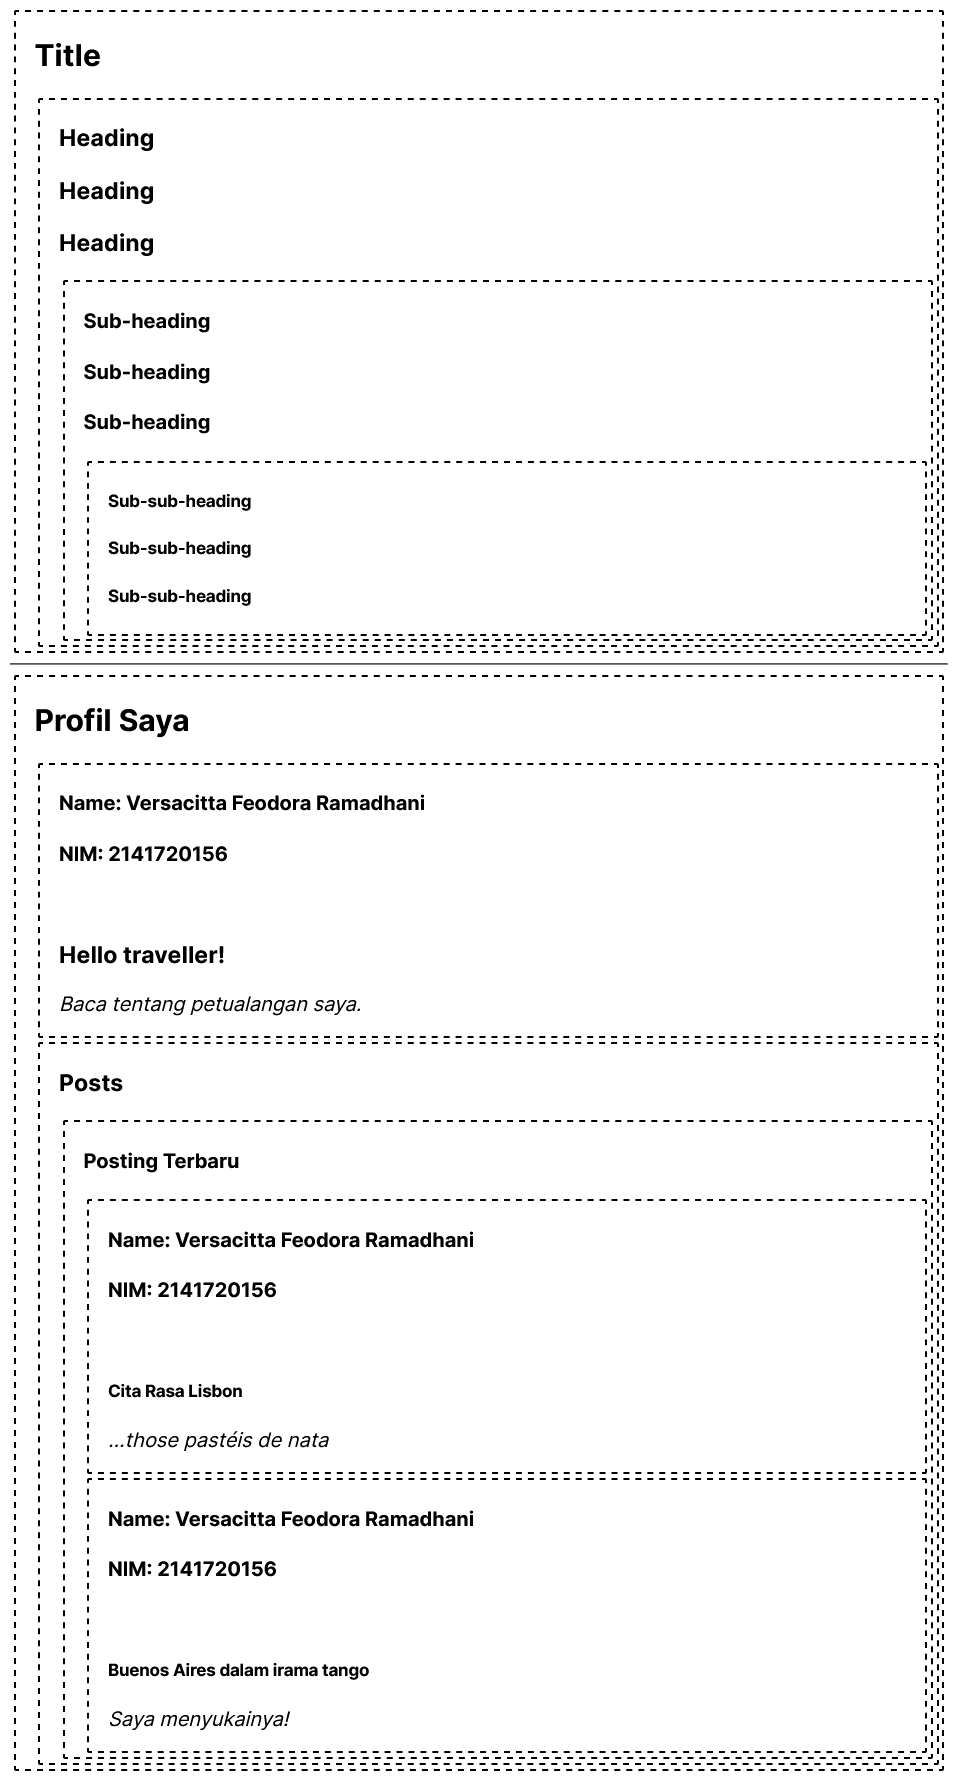 Title
Heading
Heading
Heading
Sub-heading
Sub-heading
Sub-heading
Sub-sub-heading
Sub-sub-heading
Sub-sub-heading
Profil Saya
Name: Versacitta Feodora Ramadhani
NIM: 2141720156
Hello traveller!
Baca tentang petualangan saya.
Posts
Posting Terbaru
Name: Versacitta Feodora Ramadhani
NIM: 2141720156
Cita Rasa Lisbon
...those pastéis de nata
Name: Versacitta Feodora Ramadhani
NIM: 2141720156
Buenos Aires dalam irama tango
Saya menyukainya!